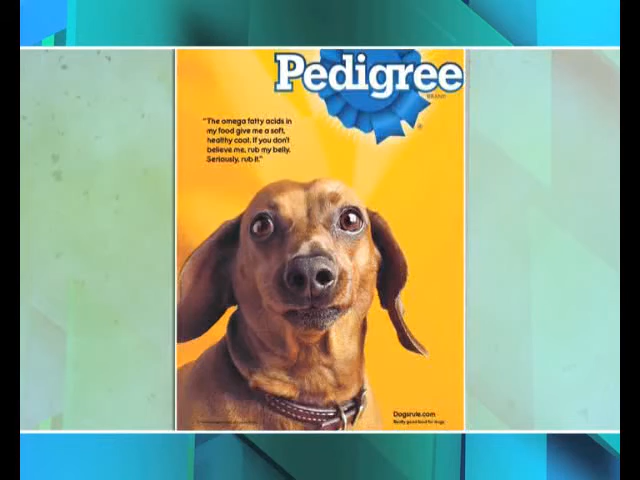 Pedigree
BRAND
®
"The omega fatty acids in
my food give me a soft,
healthy coat. If you don't
believe me, rub my belly.
Seriously, rub it."
Dogsrule.com
Really good food for dogs